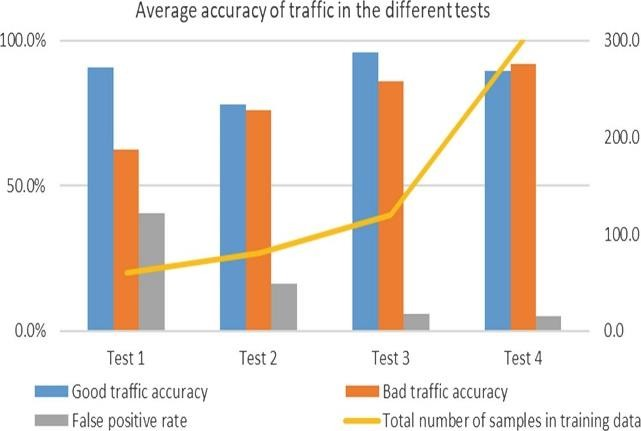 Average accuracy of traffic in the different tests
100.0%
300.0
200.0
50.0%
100.0
0.0%
0.0
Test 1 Test 2 Test 3 Test 4
Good traffic accuracy Bad traffic accuracy
False positive rate Total number of samples in training data